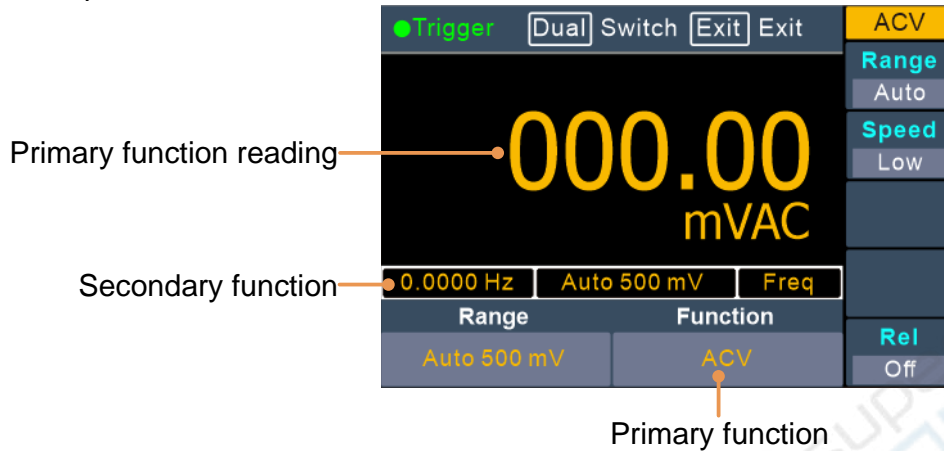 Trigger Dual Switch Exit Exit ACV
Range
Auto
Speed
Low
Primary function reading
000.00
mVAC
Secondary function
0.0000 Hz Auto 500 mV Freq
Range Function
Auto 500 mV ACV
Rel
Off
Primary function